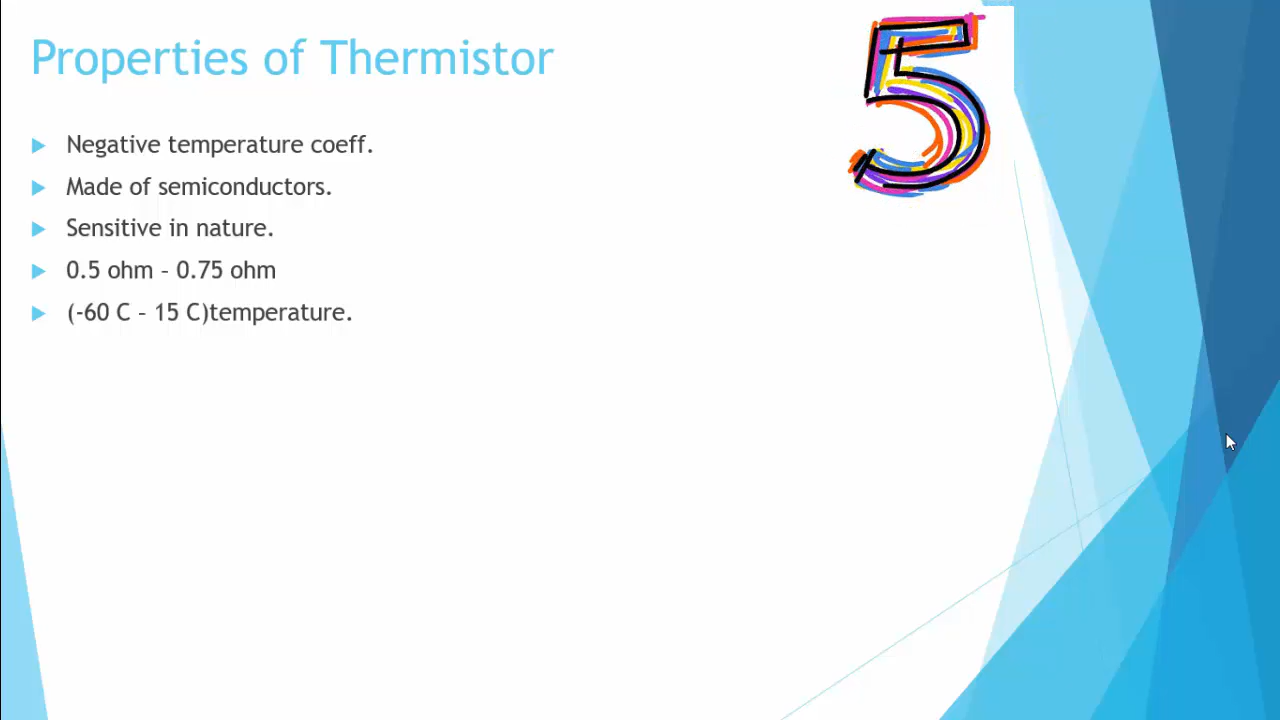 Properties of Thermistor
5
Negative temperature coeff.
Made of semiconductors.
Sensitive in nature.
0.5 ohm – 0.75 ohm
(-60 C – 15 C)temperature.